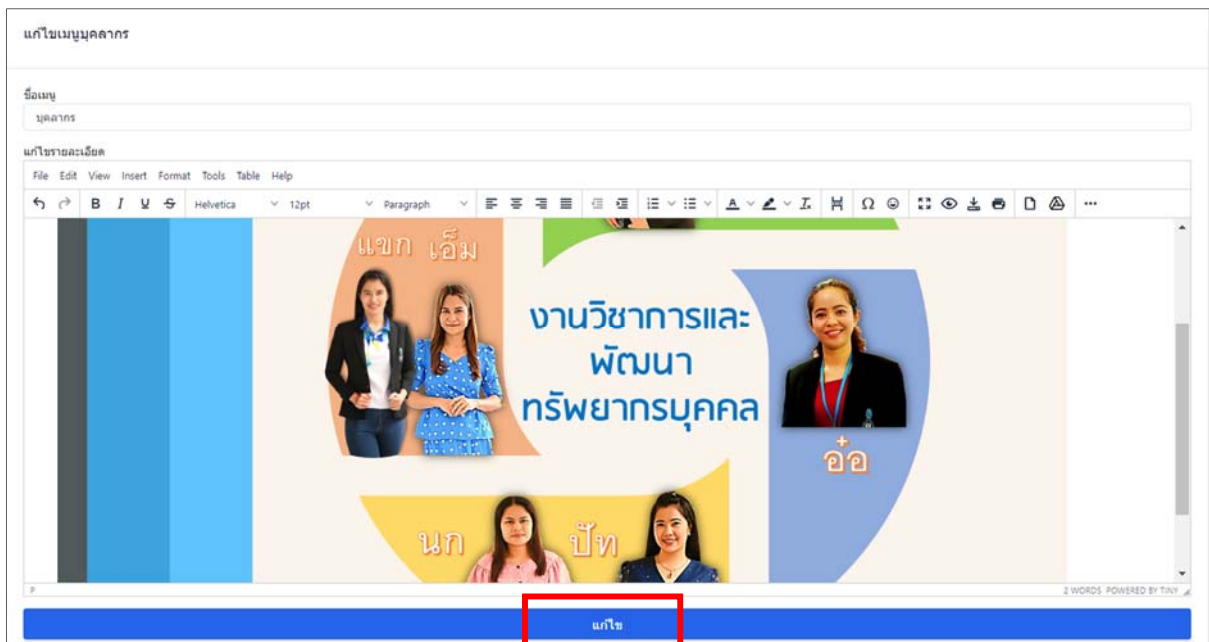 แก้ไขเมนูบุคลากร
ชื่อเมนู
บุคลากร
แก้ไขรายละเอียด
File Edit View Insert Format Tools Table Help
B I U S Helvetica 12pt Paragraph A Ω ...
แขก เอ็ม
งานวิชาการและ
พัฒนา
ทรัพยากรบุคคล
อ๋อ
นก ปัท
P 2 WORDS POWERED BY TINY
แก้ไข